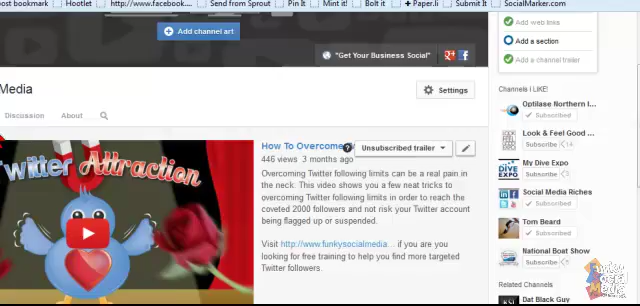 ost bookmark Hootlet http://www.facebook.... Send from Sprout Pin It Mint it! Bolt it + Paper.li Submit It SocialMarker.com
Add channel art
"Get Your Business Social"
Media
Settings
Discussion About
Twitter Attraction
How To Overcome
? Unsubscribed trailer
446 views 3 months ago
Overcoming Twitter following limits can be a real pain in
the neck. This video shows you a few neat tricks to
overcoming Twitter following limits in order to reach the
coveted 2000 followers and not risk your Twitter account
being flagged up or suspended.
Visit http://www.funkysocialmedia... if you are you
looking for free training to help you find more targeted
Twitter followers.
Add web links
Add a section
Add a channel trailer
Channels I LIKE!
Optilase Northern I...
Subscribed
Look & Feel Good ...
Subscribed
My Dive Expo
Subscribed
Social Media Riches
Subscribed
Tom Beard
Subscribed
National Boat Show
Subscribed
Related Channels
Dat Black Guy